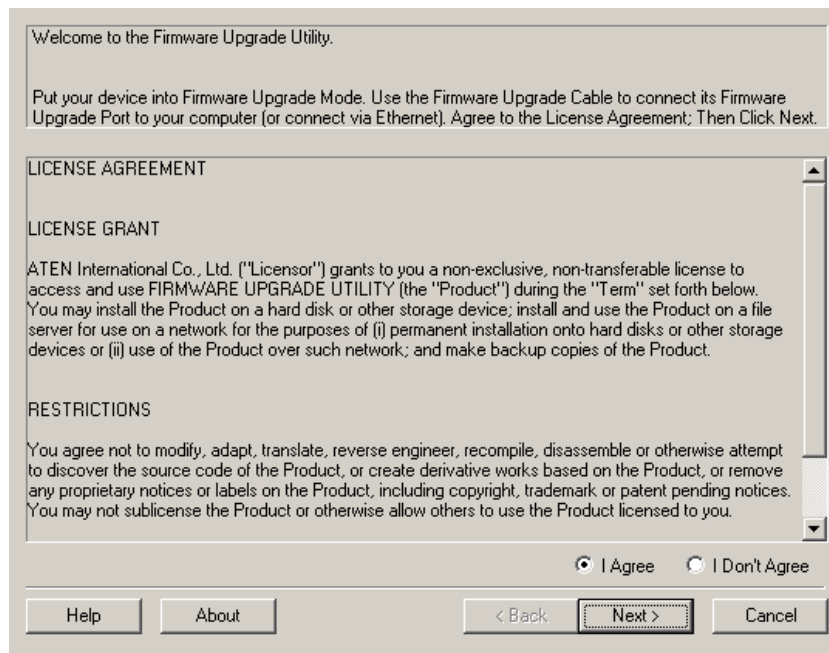 Welcome to the Firmware Upgrade Utility.
Put your device into Firmware Upgrade Mode. Use the Firmware Upgrade Cable to connect its Firmware
Upgrade Port to your computer (or connect via Ethernet). Agree to the License Agreement; Then Click Next.
LICENSE AGREEMENT
LICENSE GRANT
ATEN International Co., Ltd. ("Licensor") grants to you a non-exclusive, non-transferable license to
access and use FIRMWARE UPGRADE UTILITY (the "Product") during the "Term" set forth below.
You may install the Product on a hard disk or other storage device; install and use the Product on a file
server for use on a network for the purposes of (i) permanent installation onto hard disks or other storage
devices or (ii) use of the Product over such network; and make backup copies of the Product.
RESTRICTIONS
You agree not to modify, adapt, translate, reverse engineer, recompile, disassemble or otherwise attempt
to discover the source code of the Product, or create derivative works based on the Product, or remove
any proprietary notices or labels on the Product, including copyright, trademark or patent pending notices.
You may not sublicense the Product or otherwise allow others to use the Product licensed to you.
I Agree I Don't Agree
Help About < Back Next > Cancel